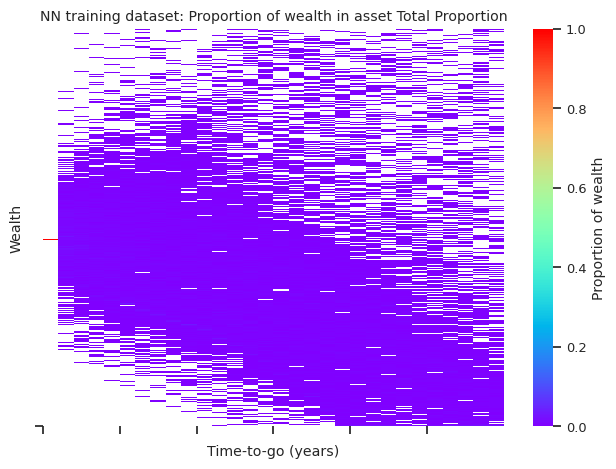 NN training dataset: Proportion of wealth in asset Total Proportion
Wealth
Time-to-go (years)
1.0
0.8
0.6
0.4
0.2
0.0
Proportion of wealth